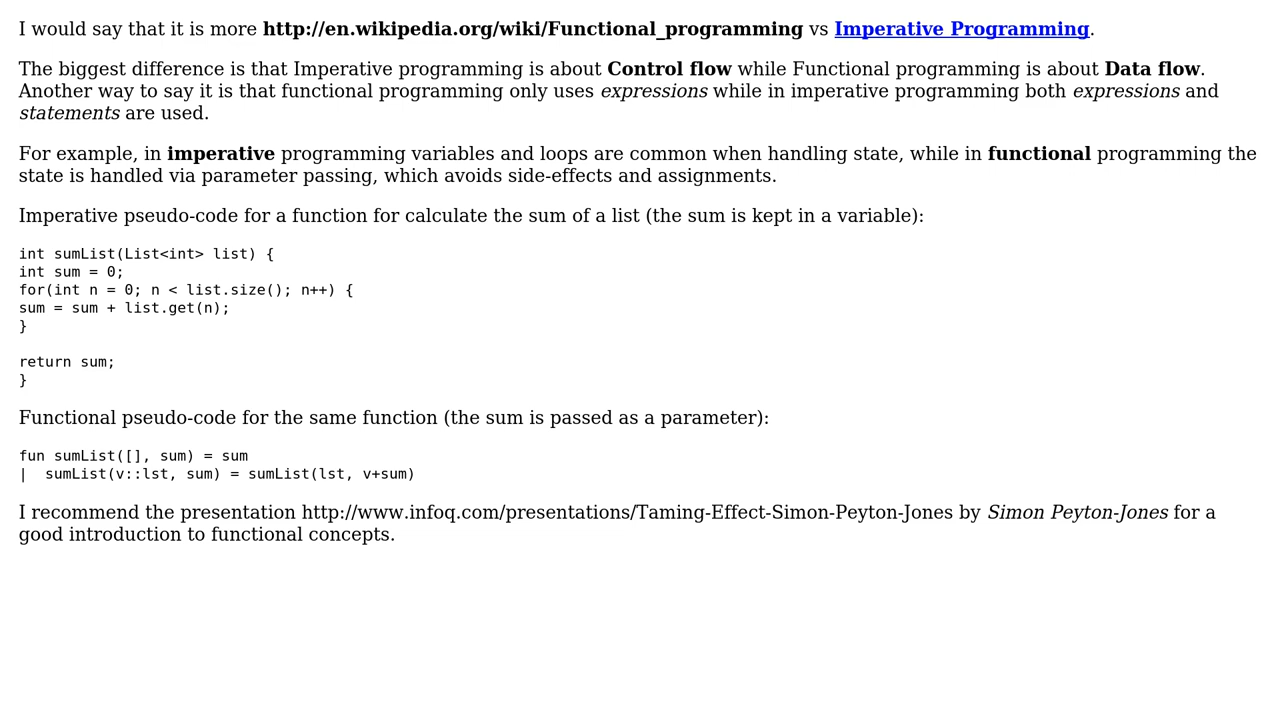 I would say that it is more http://en.wikipedia.org/wiki/Functional_programming vs Imperative Programming.
The biggest difference is that Imperative programming is about Control flow while Functional programming is about Data flow.
Another way to say it is that functional programming only uses expressions while in imperative programming both expressions and
statements are used.
For example, in imperative programming variables and loops are common when handling state, while in functional programming the
state is handled via parameter passing, which avoids side-effects and assignments.
Imperative pseudo-code for a function for calculate the sum of a list (the sum is kept in a variable):
int sumList(List<int> list) {
int sum = 0;
for(int n = 0; n < list.size(); n++) {
sum = sum + list.get(n);
}
return sum;
}
Functional pseudo-code for the same function (the sum is passed as a parameter):
fun sumList([], sum) = sum
|  sumList(v::lst, sum) = sumList(lst, v+sum)
I recommend the presentation http://www.infoq.com/presentations/Taming-Effect-Simon-Peyton-Jones by Simon Peyton-Jones for a
good introduction to functional concepts.